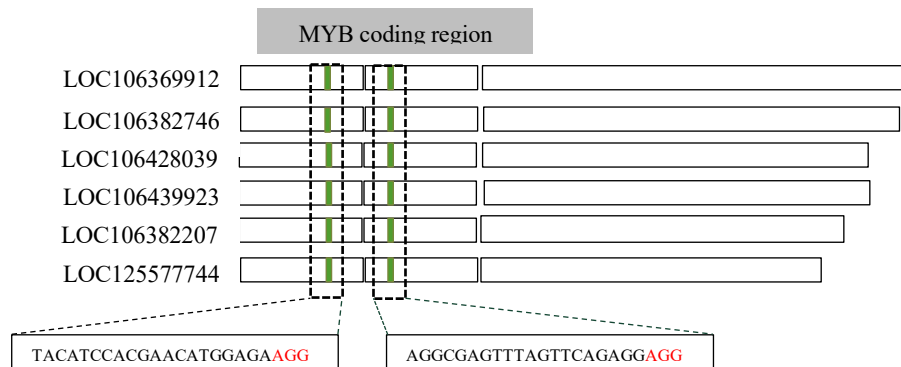 MYB coding region
LOC106369912
LOC106382746
LOC106428039
LOC106439923
LOC106382207
LOC125577744
TACATCCACGAACATGGAGAAGG
AGGCGAGTTTAGTTCAGAGGAGG